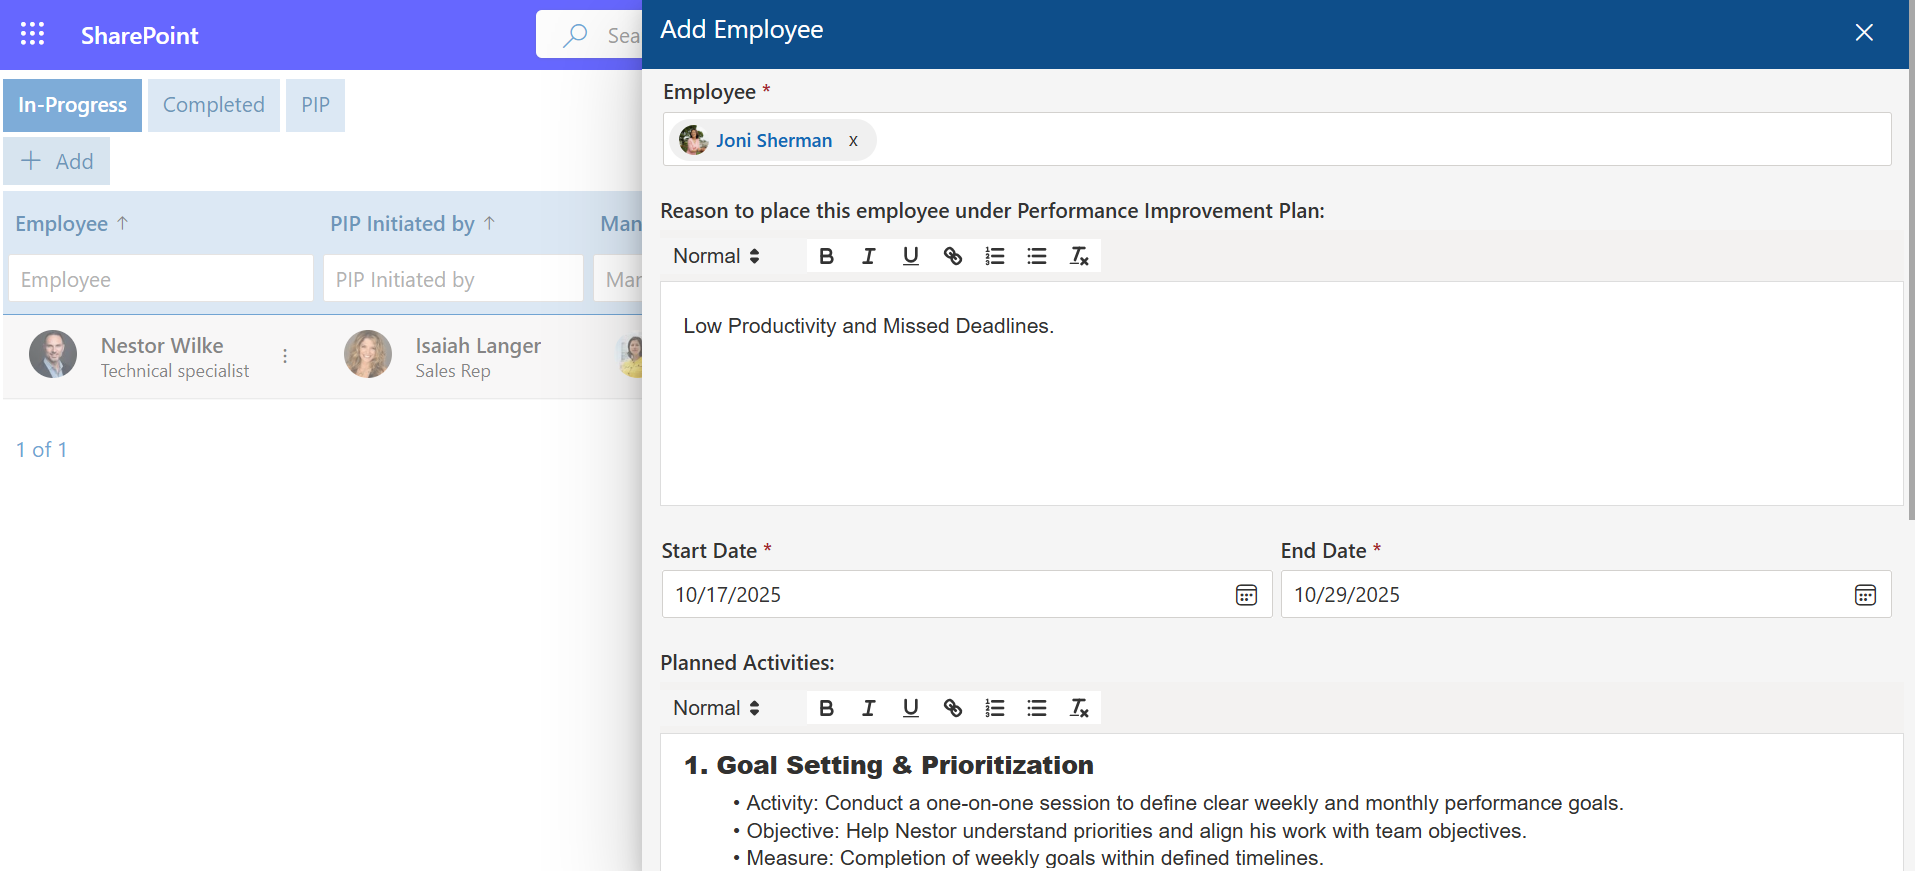 SharePoint
Sea
In-Progress
Completed
PIP
Add
Employee
PIP Initiated by
Man
Employee
PIP Initiated by
Mar
Nestor Wilke
Technical specialist
Isaiah Langer
Sales Rep
1 of 1
Add Employee
Employee *
Joni Sherman x
Reason to place this employee under Performance Improvement Plan:
Normal
Low Productivity and Missed Deadlines.
Start Date *
End Date *
10/17/2025
10/29/2025
Planned Activities:
Normal
1. Goal Setting & Prioritization
• Activity: Conduct a one-on-one session to define clear weekly and monthly performance goals.
• Objective: Help Nestor understand priorities and align his work with team objectives.
• Measure: Completion of weekly goals within defined timelines.